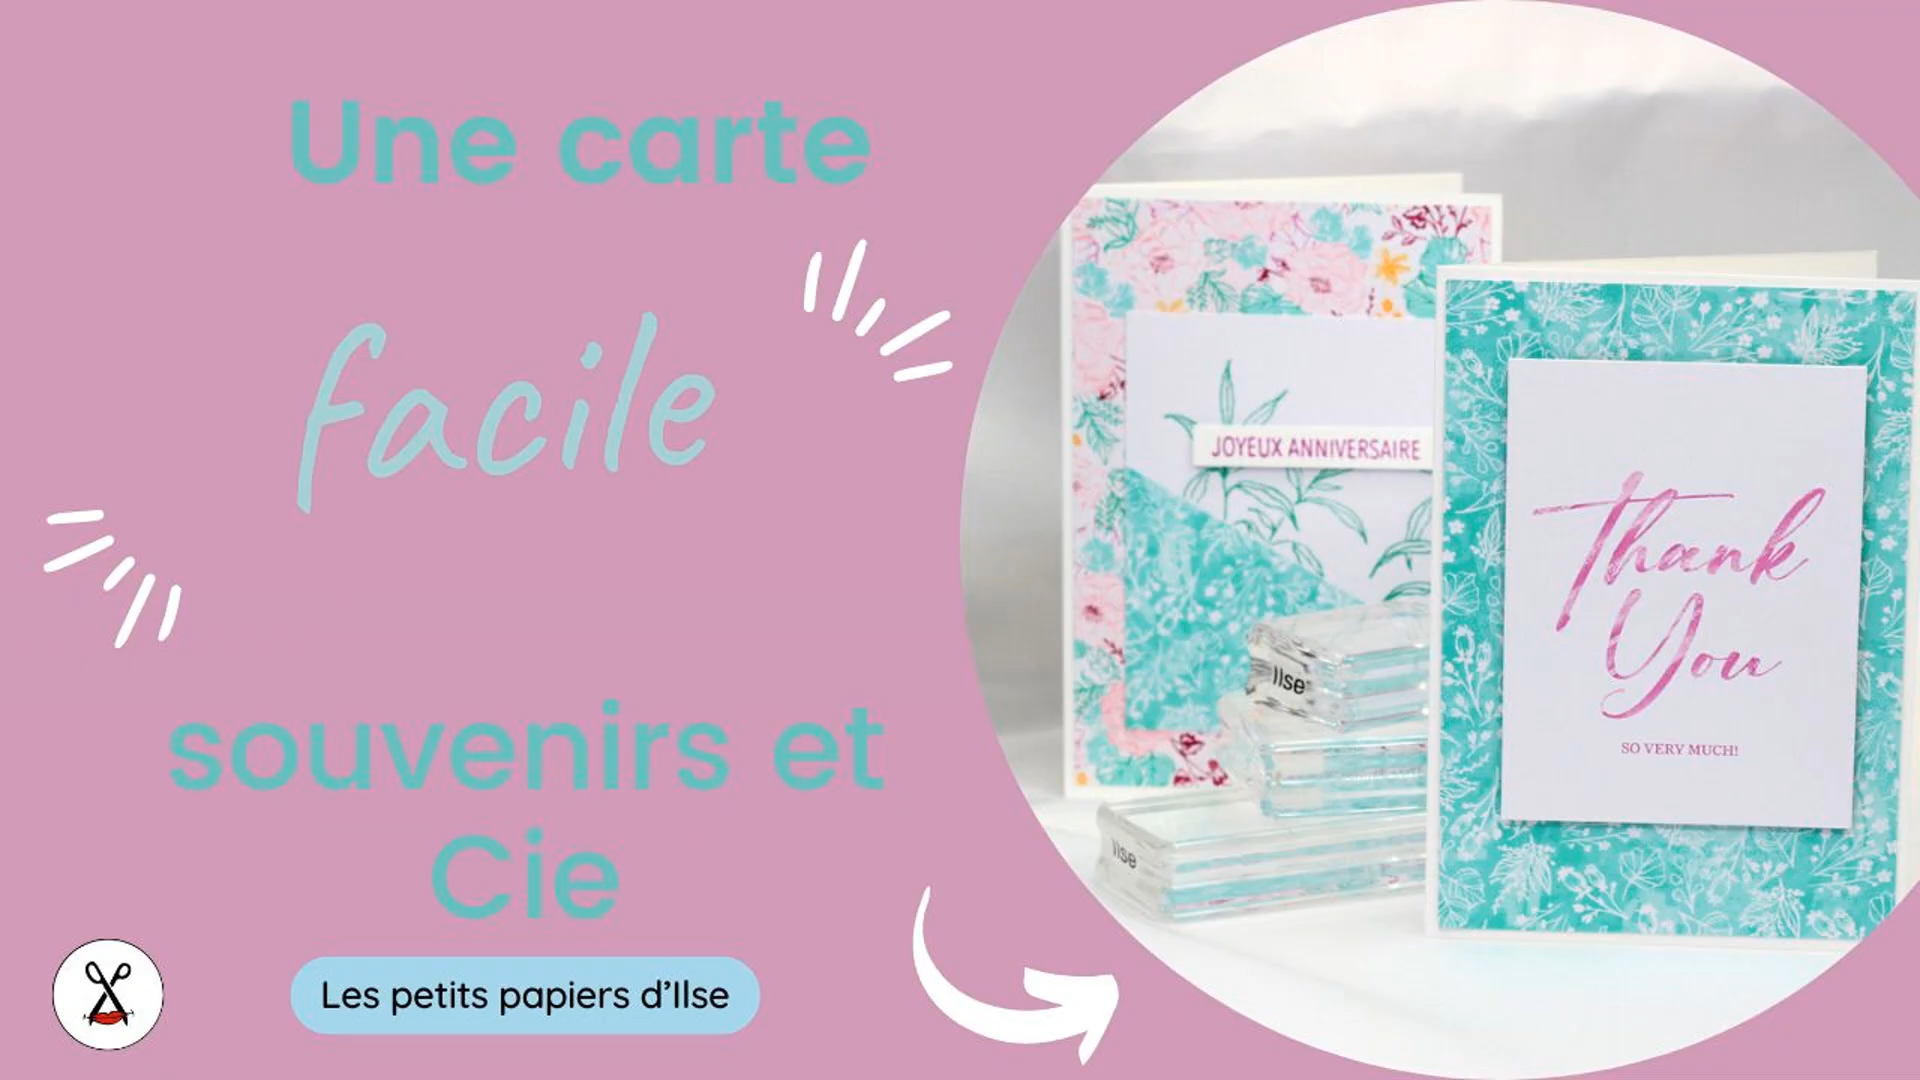 Une carte
facile
souvenirs et
Cie
Les petits papiers d'Ilse
JOYEUX ANNIVERSAIRE
Thank
You
SO VERY MUCH!
Ilse
Ilse